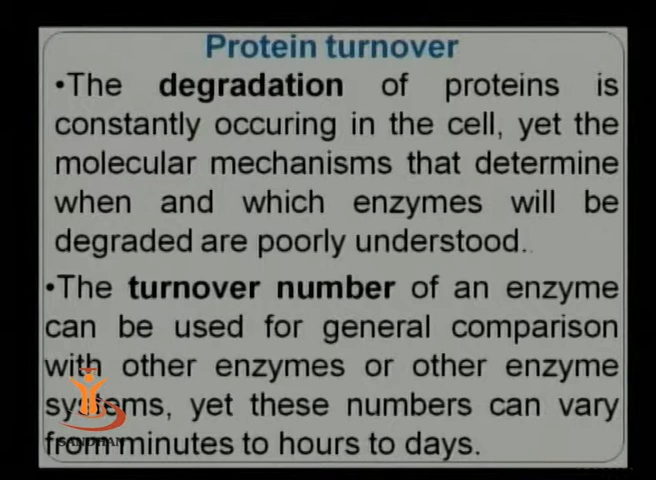 Protein turnover
•The degradation of proteins is
constantly occuring in the cell, yet the
molecular mechanisms that determine
when and which enzymes will be
degraded are poorly understood.
•The turnover number of an enzyme
can be used for general comparison
with other enzymes or other enzyme
systems, yet these numbers can vary
from minutes to hours to days.
SANDHAN